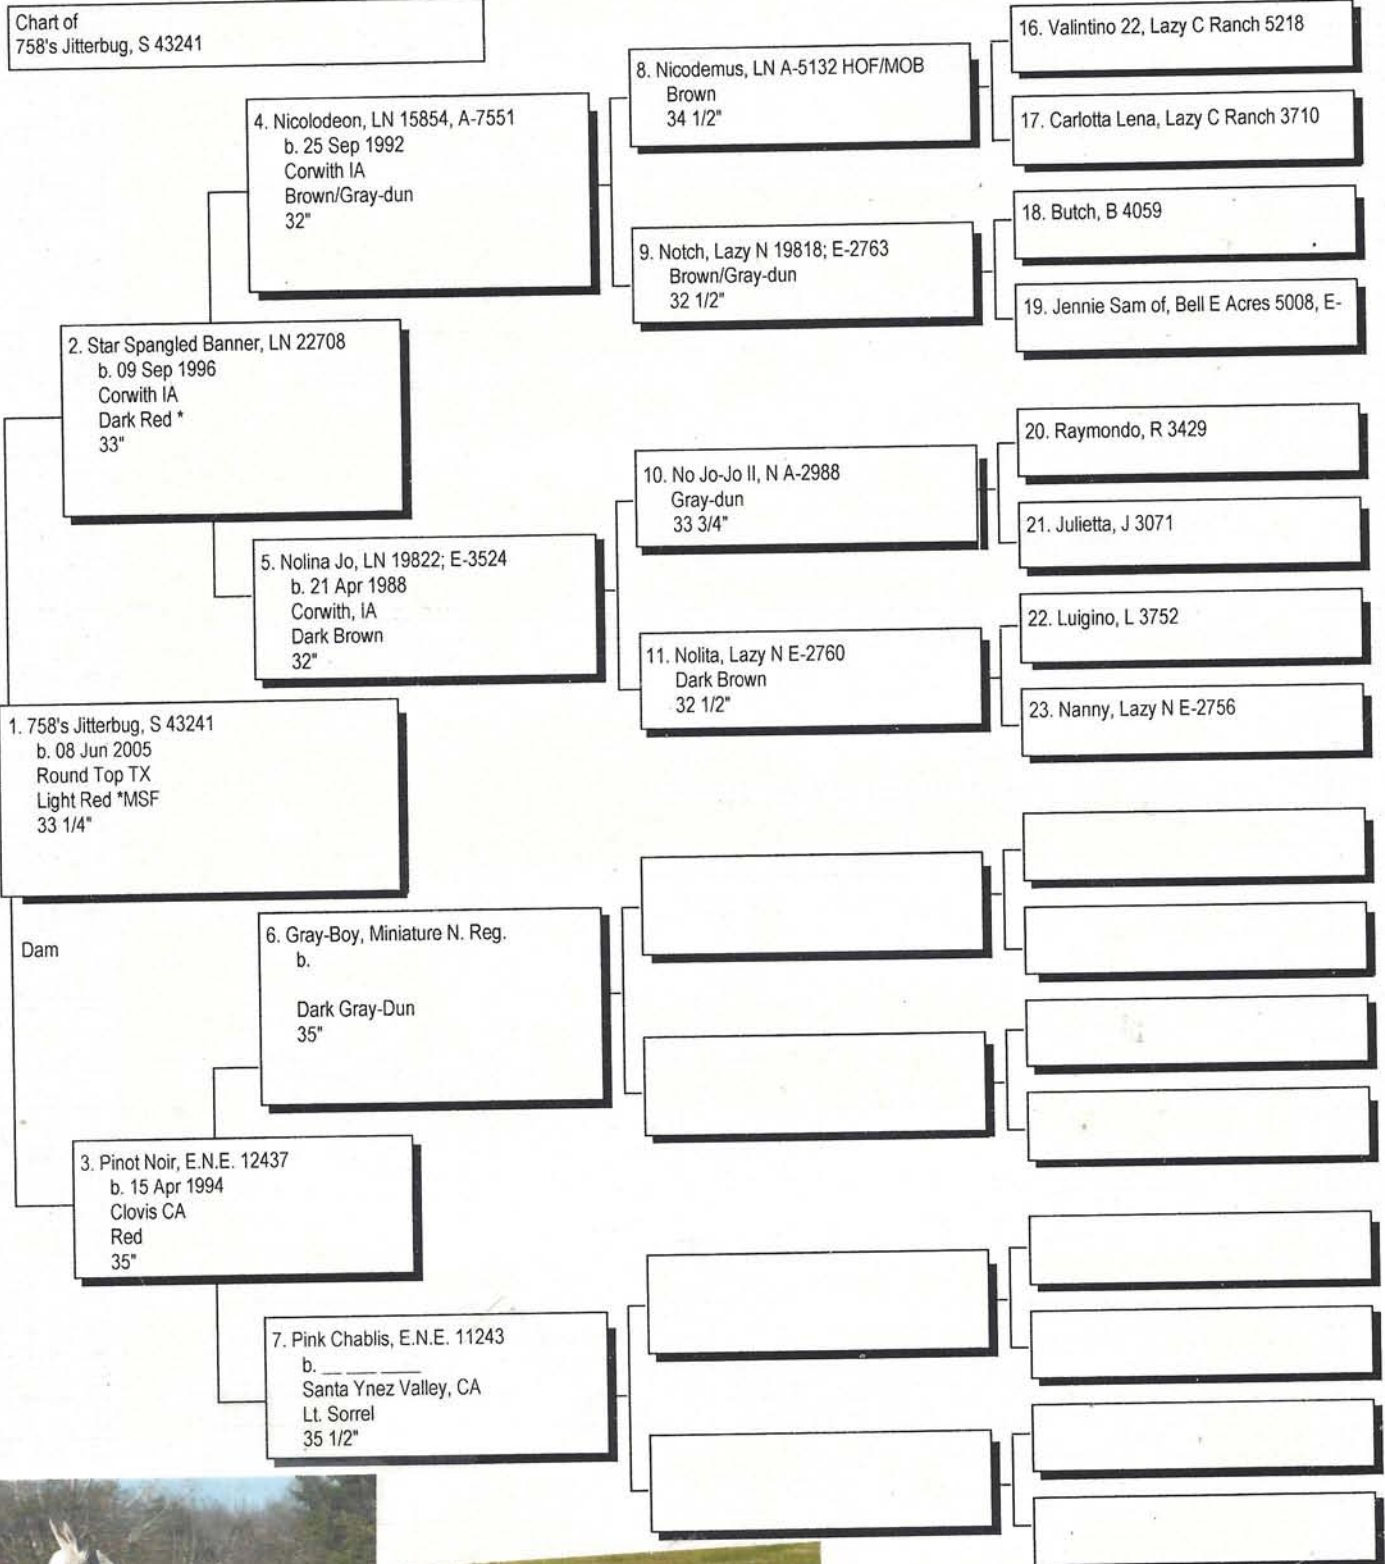 Chart of
758's Jitterbug, S 43241
16. Valintino 22, Lazy C Ranch 5218
8. Nicodemus, LN A-5132 HOF/MOB
Brown
34 1/2"
17. Carlotta Lena, Lazy C Ranch 3710
4. Nicolodeon, LN 15854, A-7551
b. 25 Sep 1992
Corwith IA
Brown/Gray-dun
32"
18. Butch, B 4059
9. Notch, Lazy N 19818; E-2763
Brown/Gray-dun
32 1/2"
19. Jennie Sam of, Bell E Acres 5008, E-
2. Star Spangled Banner, LN 22708
b. 09 Sep 1996
Corwith IA
Dark Red *
33"
20. Raymondo, R 3429
10. No Jo-Jo II, N A-2988
Gray-dun
33 3/4"
21. Julietta, J 3071
5. Nolina Jo, LN 19822; E-3524
b. 21 Apr 1988
Corwith, IA
Dark Brown
32"
22. Luigino, L 3752
11. Nolita, Lazy N E-2760
Dark Brown
32 1/2"
23. Nanny, Lazy N E-2756
1. 758's Jitterbug, S 43241
b. 08 Jun 2005
Round Top TX
Light Red *MSF
33 1/4"
Dam
6. Gray-Boy, Miniature N. Reg.
b.
Dark Gray-Dun
35"
3. Pinot Noir, E.N.E. 12437
b. 15 Apr 1994
Clovis CA
Red
35"
7. Pink Chablis, E.N.E. 11243
b. __ ___ ____
Santa Ynez Valley, CA
Lt. Sorrel
35 1/2"